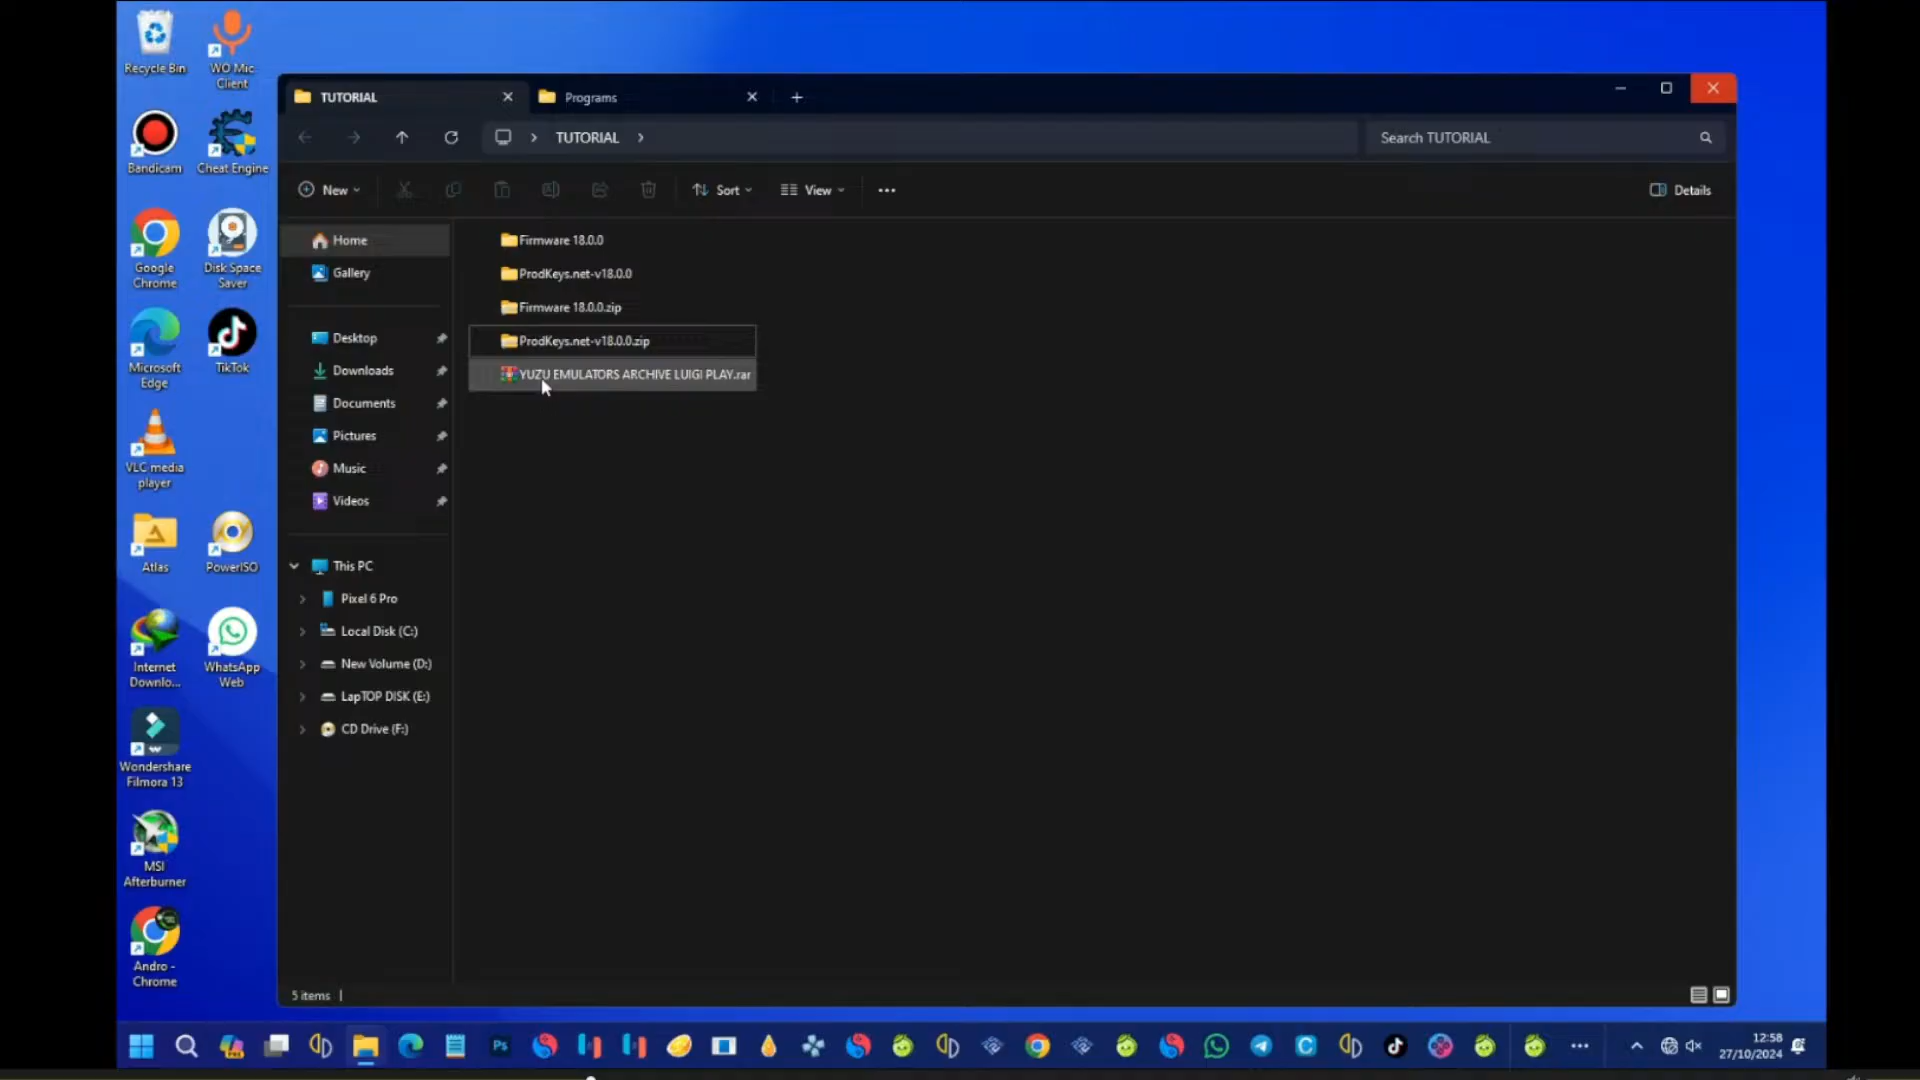 Recycle Bin
WO Mic
Client
Bandicam
Cheat Engine
Google
Chrome
Disk Space
Saver
Microsoft
Edge
TikTok
VLC media
player
Atlas
PowerISO
Internet
Downlo...
WhatsApp
Web
Wondershare
Filmora 13
MSI
Afterburner
Andro -
Chrome
TUTORIAL
Programs
TUTORIAL
Search TUTORIAL
New
Sort
View
Details
Home
Gallery
Desktop
Downloads
Documents
Pictures
Music
Videos
This PC
Pixel 6 Pro
Local Disk (C:)
New Volume (D:)
LapTOP DISK (E:)
CD Drive (F:)
Firmware 18.0.0
ProdKeys.net-v18.0.0
Firmware 18.0.0.zip
ProdKeys.net-v18.0.0.zip
YUZU EMULATORS ARCHIVE LUIGI PLAY.rar
5 items
Ps
12:58
27/10/2024